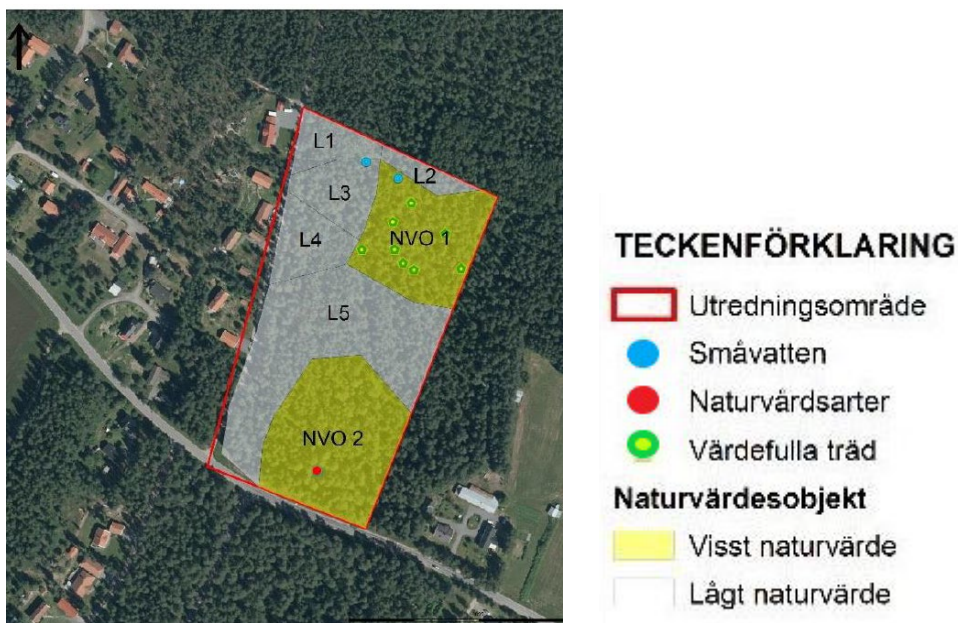 L1
L2
L3
NVO 1
L4
L5
NVO 2
TECKENFÖRKLARING
Utredningsområde
Småvatten
Naturvårdsarter
Värdefulla träd
Naturvärdesobjekt
Visst naturvärde
Lågt naturvärde